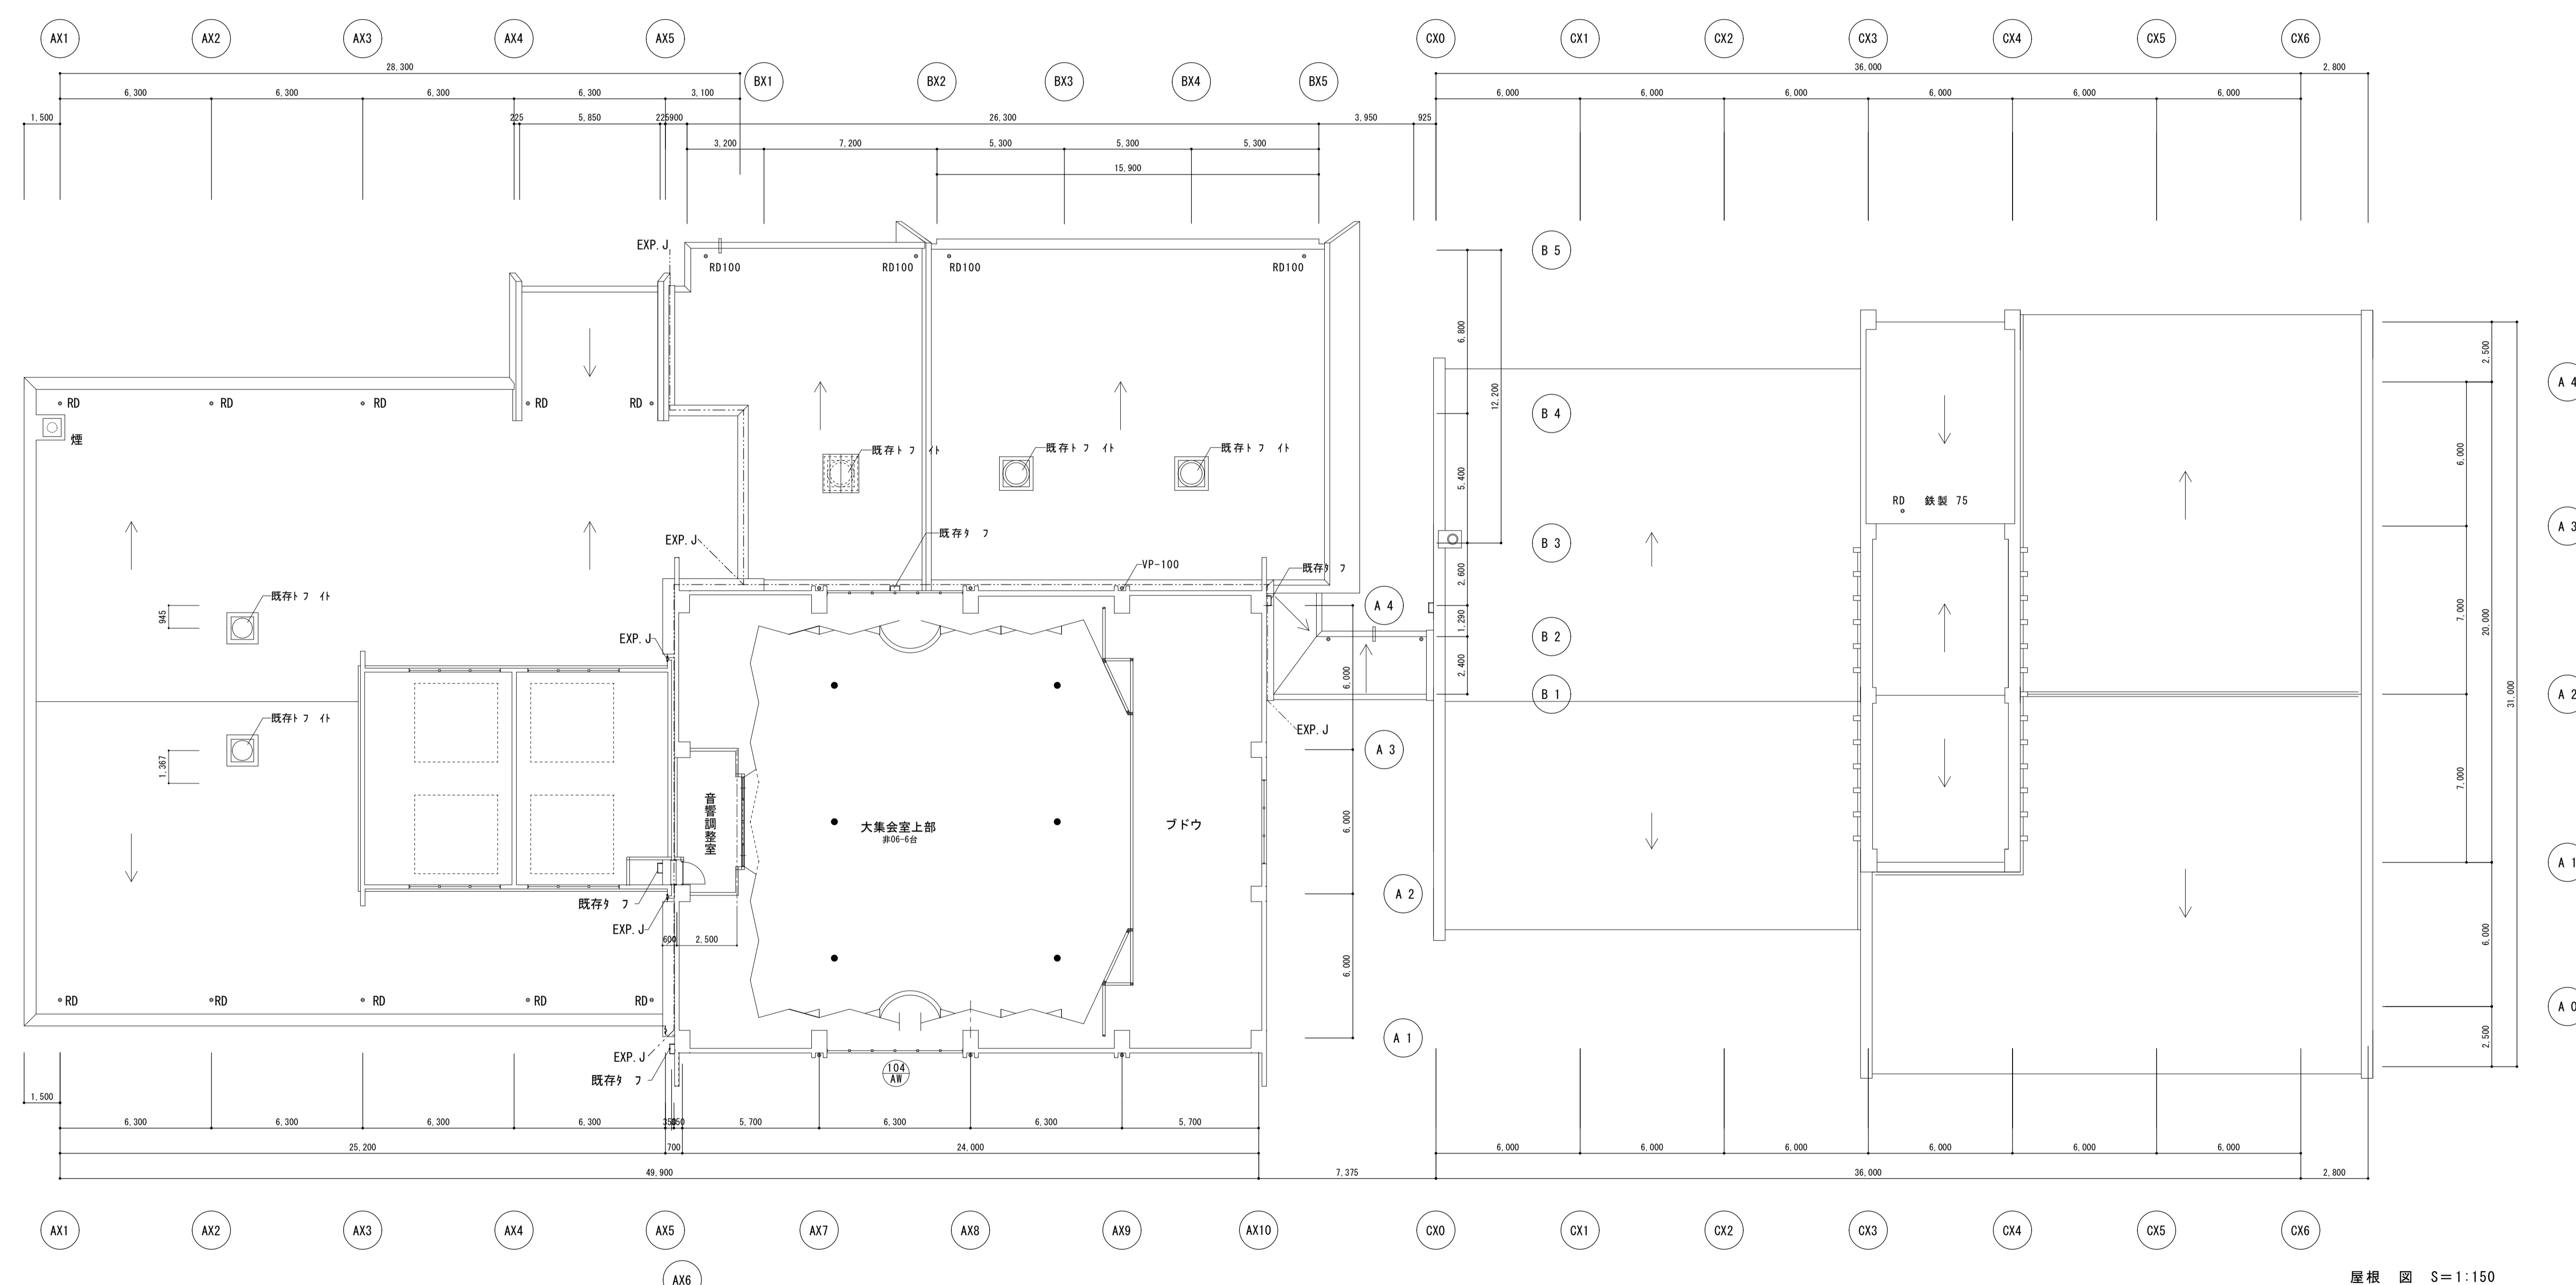 AX1 AX2 AX3 AX4 AX5 CX0 CX1 CX2 CX3 CX4 CX5 CX6
28,300 36,000 2,800
BX1 BX2 BX3 BX4 BX5
6,300 6,300 6,300 6,300 3,100 6,000 6,000 6,000 6,000 6,000 6,000
1,500 225 5,850 225 900 26,300 3,950 925
3,200 7,200 5,300 5,300 5,300
15,900
EXP.J
B 5
RD100 RD100 RD100 RD100
6,800
2,500
12,200
A 4
RD RD RD RD RD
B 4
煙
既存ト フ イト 既存ト フ イト 既存ト フ イト
5,400
6,000
RD 鉄製 75
A 3
EXP.J
既存タ フ
B 3
VP-100
既存タ フ
2,600
945
既存ト フ イト
A 4
1,290
7,000
20,000
EXP.J
B 2
2,400
6,000
B 1
A 2
31,000
既存ト フ イト
EXP.J
A 3
1,367
7,000
音響調整室
大集会室上部
非06-6台
ブドウ
6,000
A 1
既存タ フ
A 2
EXP.J
600 2,500
6,000
6,000
RD RD RD RD RD
A 0
A 1
2,500
EXP.J
既存タ フ
104
AW
1,500
6,300 6,300 6,300 6,300 5,700 6,300 6,300 5,700
25,200 700 24,000 6,000 6,000 6,000 6,000 6,000 6,000
49,900 7,375 36,000 2,800
AX1 AX2 AX3 AX4 AX5 AX7 AX8 AX9 AX10 CX0 CX1 CX2 CX3 CX4 CX5 CX6
AX6
屋根 図 S=1:150